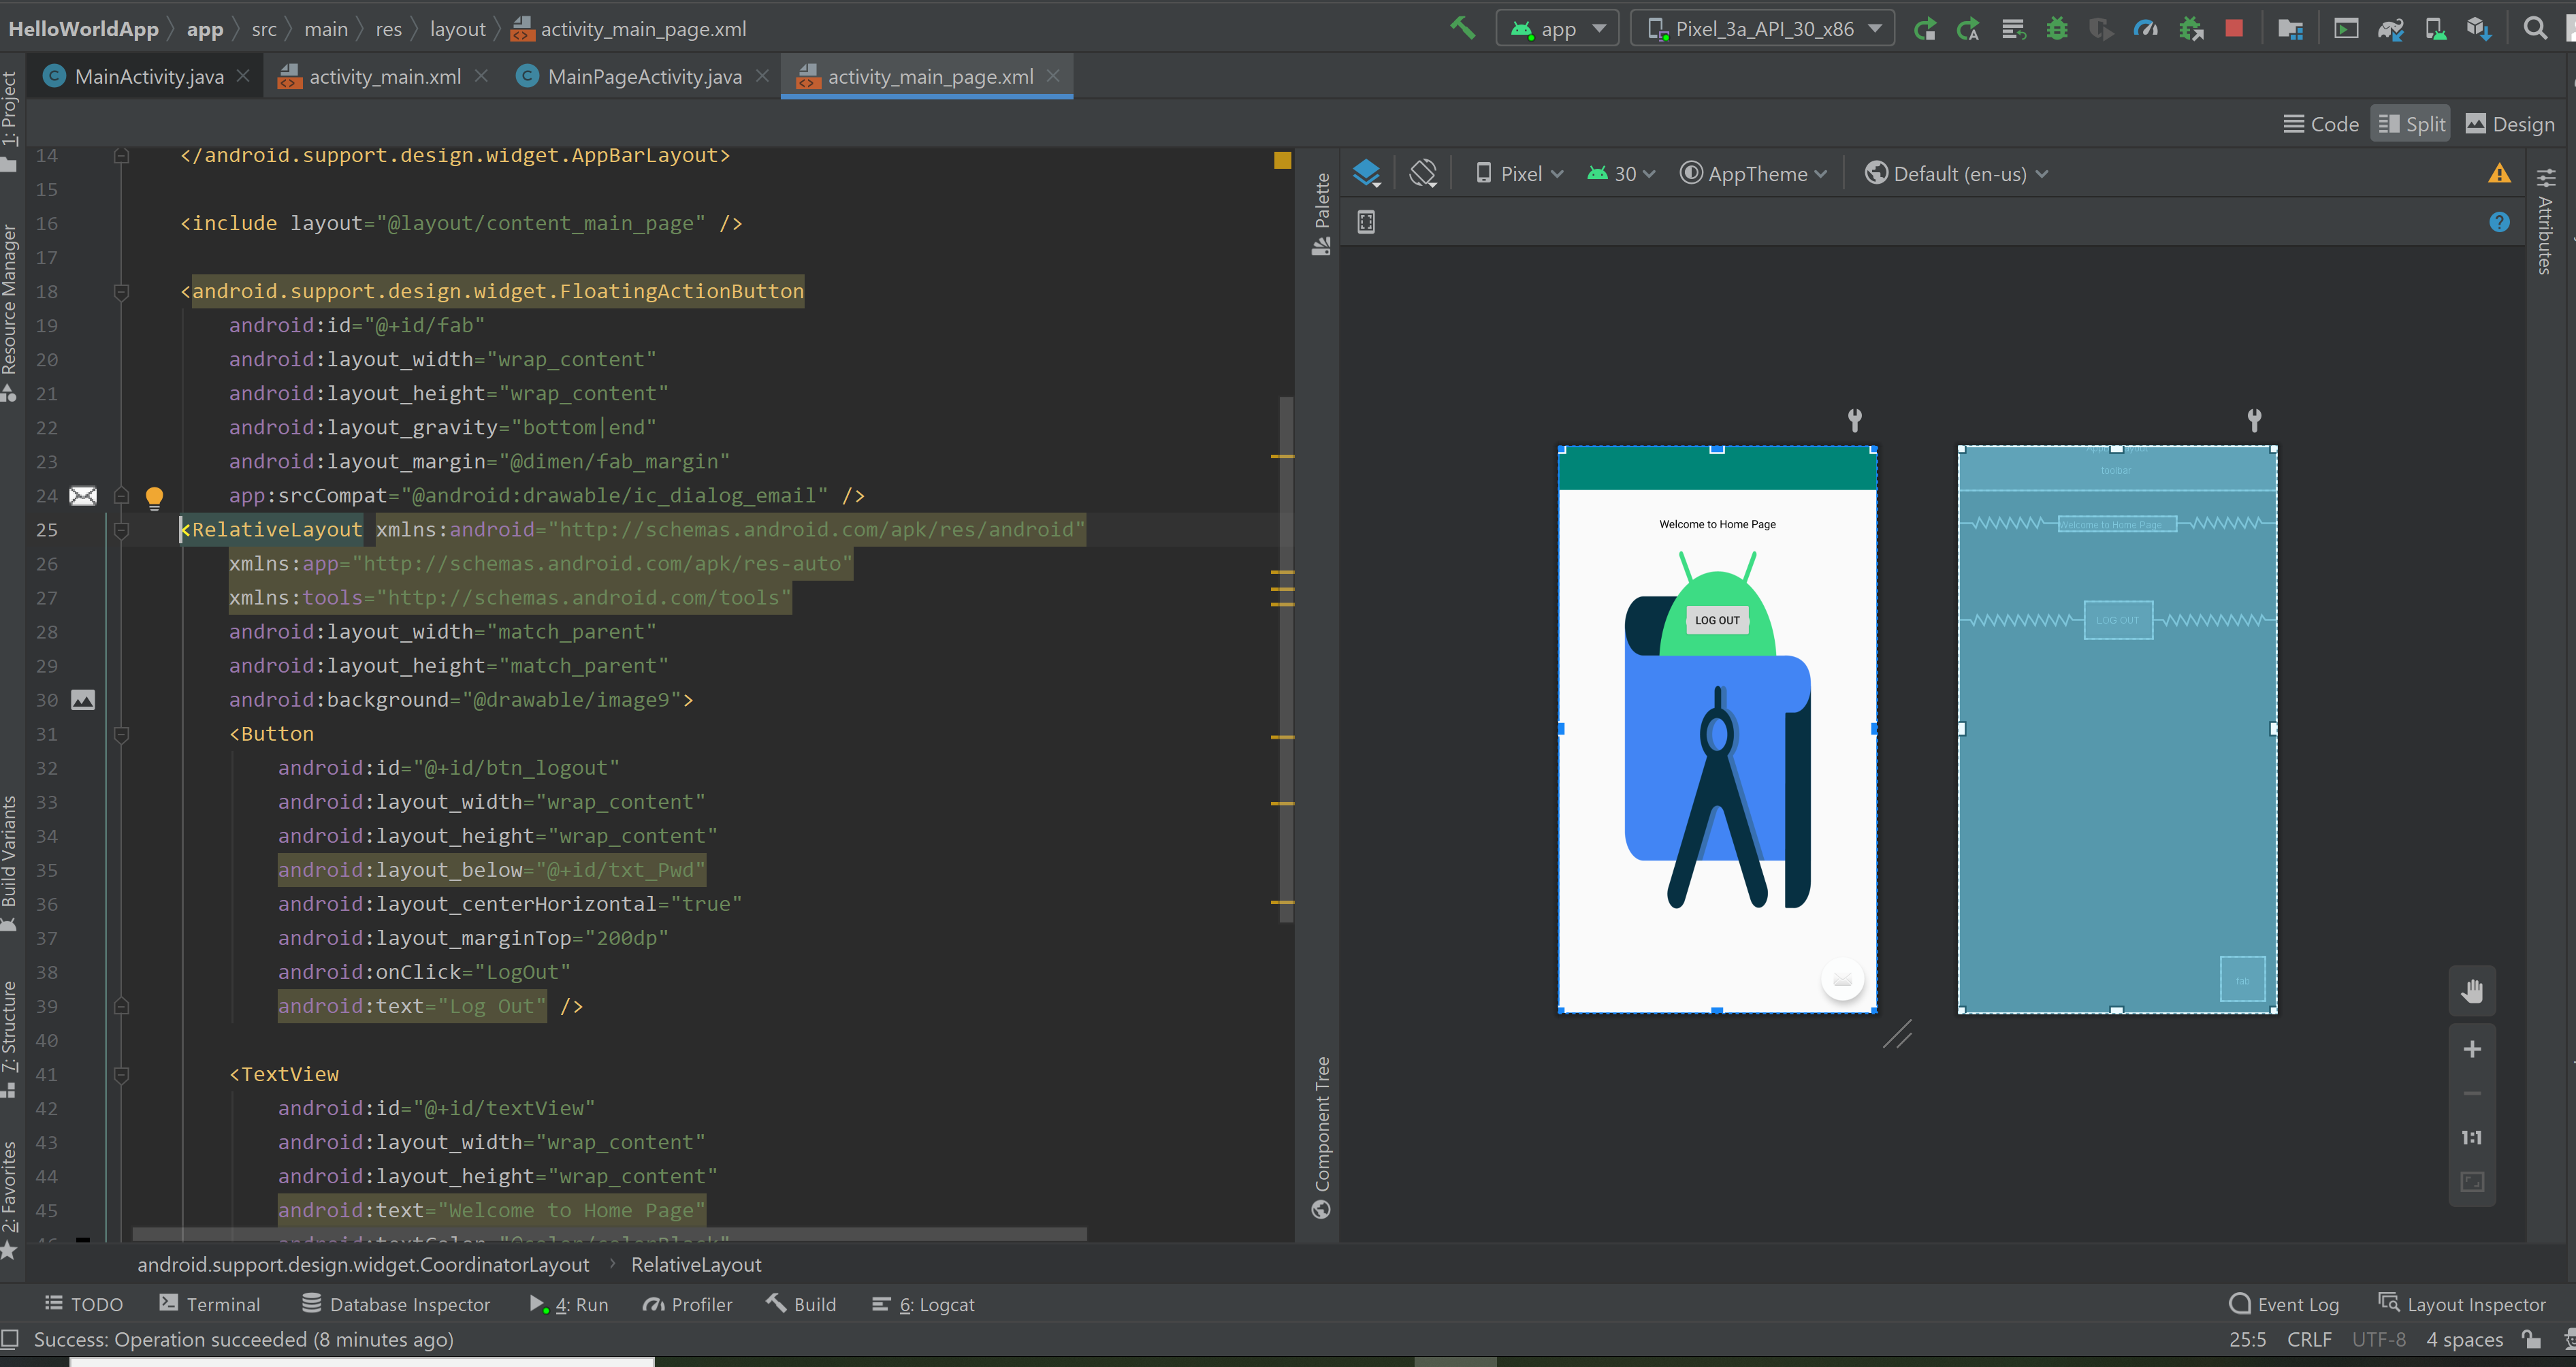 HelloWorldApp app src main res layout activity_main_page.xml
app
Pixel_3a_API_30_x86
MainActivity.java
activity_main.xml
MainPageActivity.java
activity_main_page.xml
Code
Split
Design
1: Project
Resource Manager
Build Variants
7: Structure
2: Favorites
14 </android.support.design.widget.AppBarLayout>
15
16 <include layout="@layout/content_main_page" />
17
18 <android.support.design.widget.FloatingActionButton
19 android:id="@+id/fab"
20 android:layout_width="wrap_content"
21 android:layout_height="wrap_content"
22 android:layout_gravity="bottom|end"
23 android:layout_margin="@dimen/fab_margin"
24 app:srcCompat="@android:drawable/ic_dialog_email" />
25 <RelativeLayout xmlns:android="http://schemas.android.com/apk/res/android"
26 xmlns:app="http://schemas.android.com/apk/res-auto"
27 xmlns:tools="http://schemas.android.com/tools"
28 android:layout_width="match_parent"
29 android:layout_height="match_parent"
30 android:background="@drawable/image9">
31 <Button
32 android:id="@+id/btn_logout"
33 android:layout_width="wrap_content"
34 android:layout_height="wrap_content"
35 android:layout_below="@+id/txt_Pwd"
36 android:layout_centerHorizontal="true"
37 android:layout_marginTop="200dp"
38 android:onClick="LogOut"
39 android:text="Log Out" />
40
41 <TextView
42 android:id="@+id/textView"
43 android:layout_width="wrap_content"
44 android:layout_height="wrap_content"
45 android:text="Welcome to Home Page"
Palette
Component Tree
Pixel
30
AppTheme
Default (en-us)
Attributes
Welcome to Home Page
LOG OUT
toolbar
Welcome to Home Page
LOG OUT
fab
1:1
android.support.design.widget.CoordinatorLayout RelativeLayout
TODO
Terminal
Database Inspector
4: Run
Profiler
Build
6: Logcat
Event Log
Layout Inspector
Success: Operation succeeded (8 minutes ago)
25:5
CRLF
UTF-8
4 spaces